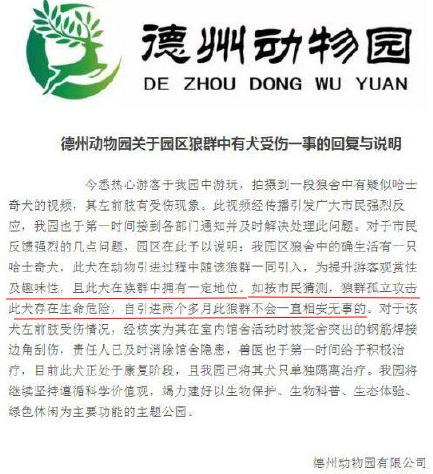 德州动物园
DE ZHOU DONG WU YUAN
德州动物园关于园区狼群中有犬受伤一事的回复与说明
今悉热心游客于我园中游玩，拍摄到一段狼舍中有疑似哈士
奇犬的视频，其左前肢有受伤现象。此视频经传播引发广大市民强烈反
应，我园也于第一时间接到各部门通知并及时解决处理此问题。对于市民
反馈强烈的几点问题，园区在此予以说明：我园区狼舍中的确生活有一只
哈士奇犬，此犬在动物引进过程中随该狼群一同引入，为提升游客观赏性
及趣味性，且此犬在族群中拥有一定地位。如按市民猜测，狼群孤立攻击
此犬存在生命危险，自引进两个多月此狼群不会一直相安无事的。对于该
犬左前肢受伤情况，经核实为其在室内馆舍活动时被笼舍突出的钢筋焊接
边角刮伤，责任人已及时消除馆舍隐患，兽医也于第一时间给予积极治
疗，目前此犬正处于康复阶段，且我园已将其犬只单独隔离治疗。我园将
继续坚持遵循科学价值观，竭力建好以生物保护、生物科普、生态体验、
绿色休闲为主要功能的主题公园。
德州动物园有限公司